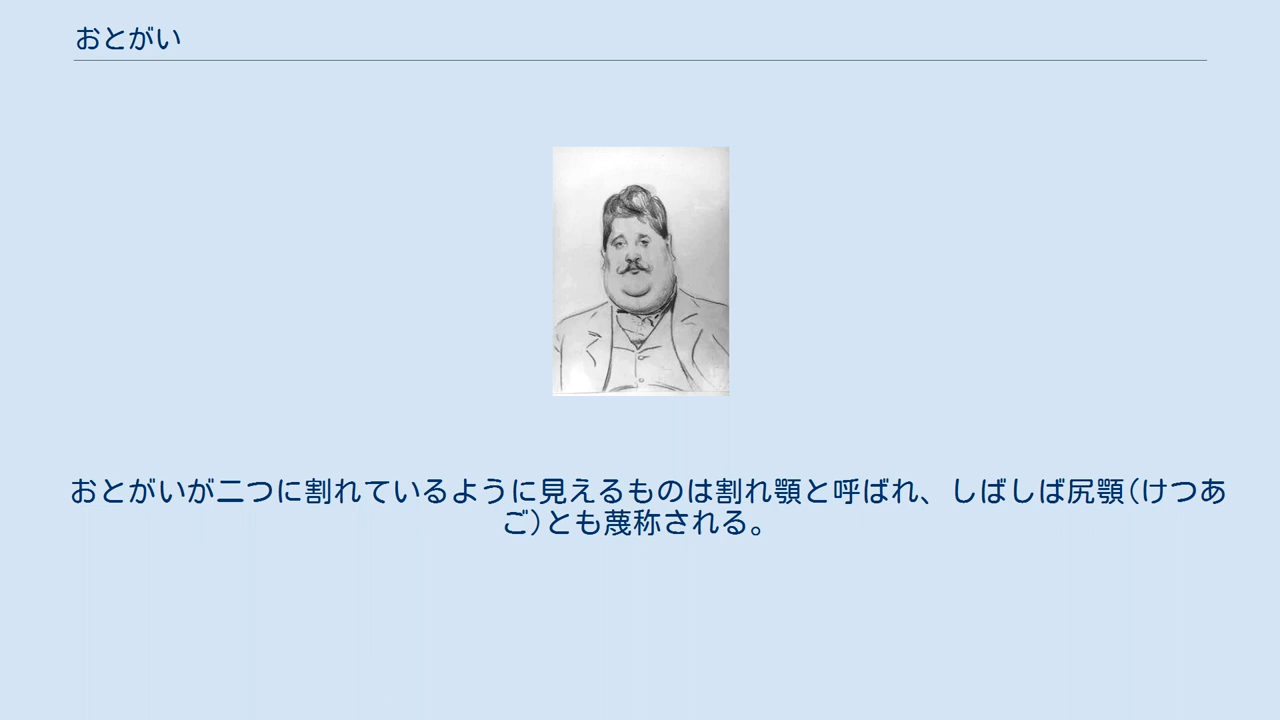 おとがい
おとがいが二つに割れているように見えるものは割れ顎と呼ばれ、しばしば尻顎(けつあ
ご)とも蔑称される。